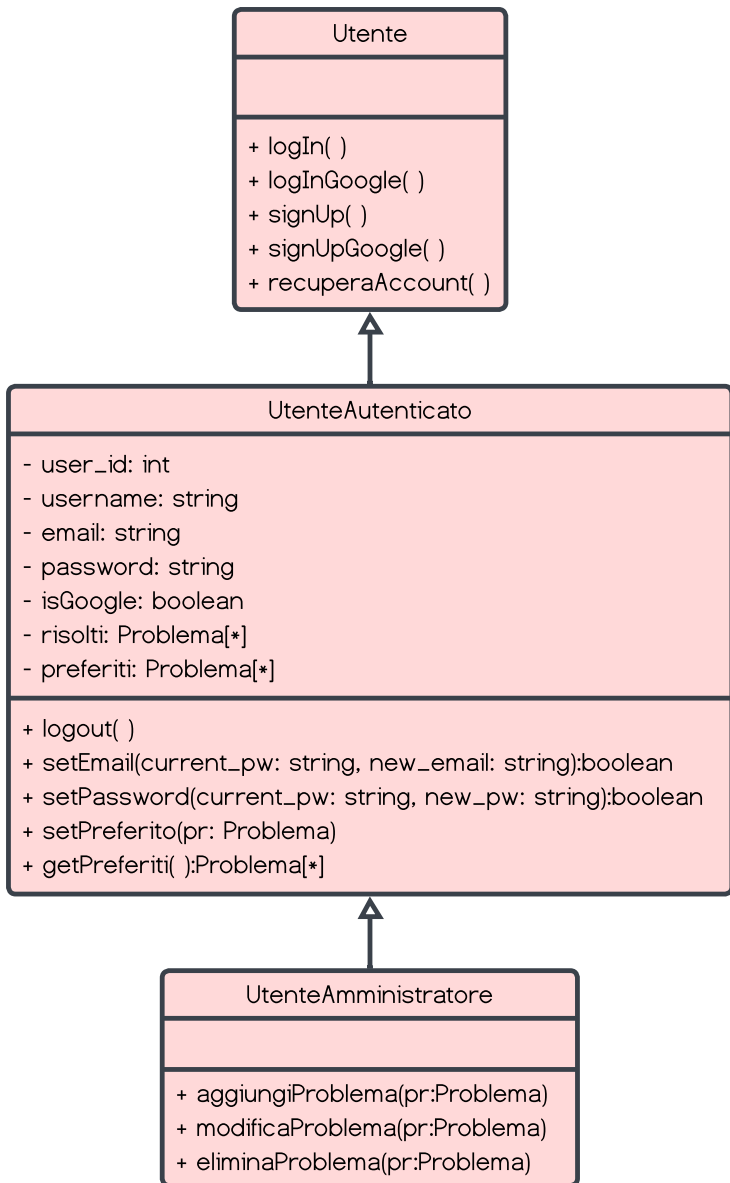 Utente
+ logIn( )
+ logInGoogle( )
+ signUp( )
+ signUpGoogle( )
+ recuperaAccount( )
UtenteAutenticato
- user_id: int
- username: string
- email: string
- password: string
- isGoogle: boolean
- risolti: Problema[*]
- preferiti: Problema[*]
+ logout( )
+ setEmail(current_pw: string, new_email: string):boolean
+ setPassword(current_pw: string, new_pw: string):boolean
+ setPreferito(pr: Problema)
+ getPreferiti( ):Problema[*]
UtenteAmministratore
+ aggiungiProblema(pr:Problema)
+ modificaProblema(pr:Problema)
+ eliminaProblema(pr:Problema)